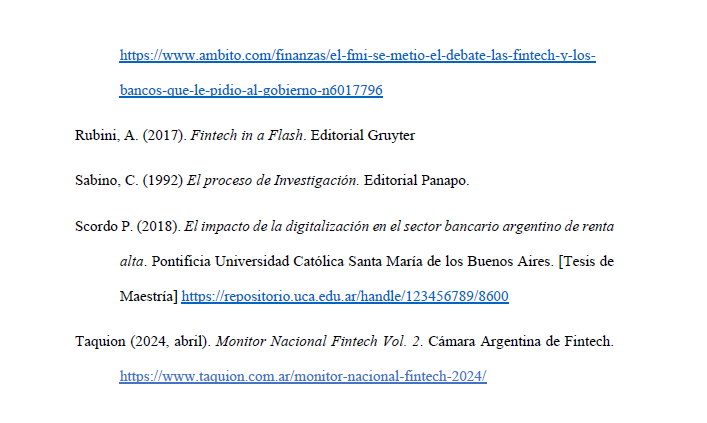 https://www.ambito.com/finanzas/el-fmi-se-metio-el-debate-las-fintech-y-los-
bancos-que-le-pidio-al-gobierno-n6017796
Rubini, A. (2017). Fintech in a Flash. Editorial Gruyter
Sabino, C. (1992) El proceso de Investigación. Editorial Panapo.
Scordo P. (2018). El impacto de la digitalización en el sector bancario argentino de renta
alta. Pontificia Universidad Católica Santa María de los Buenos Aires. [Tesis de
Maestría] https://repositorio.uca.edu.ar/handle/123456789/8600
Taquion (2024, abril). Monitor Nacional Fintech Vol. 2. Cámara Argentina de Fintech.
https://www.taquion.com.ar/monitor-nacional-fintech-2024/